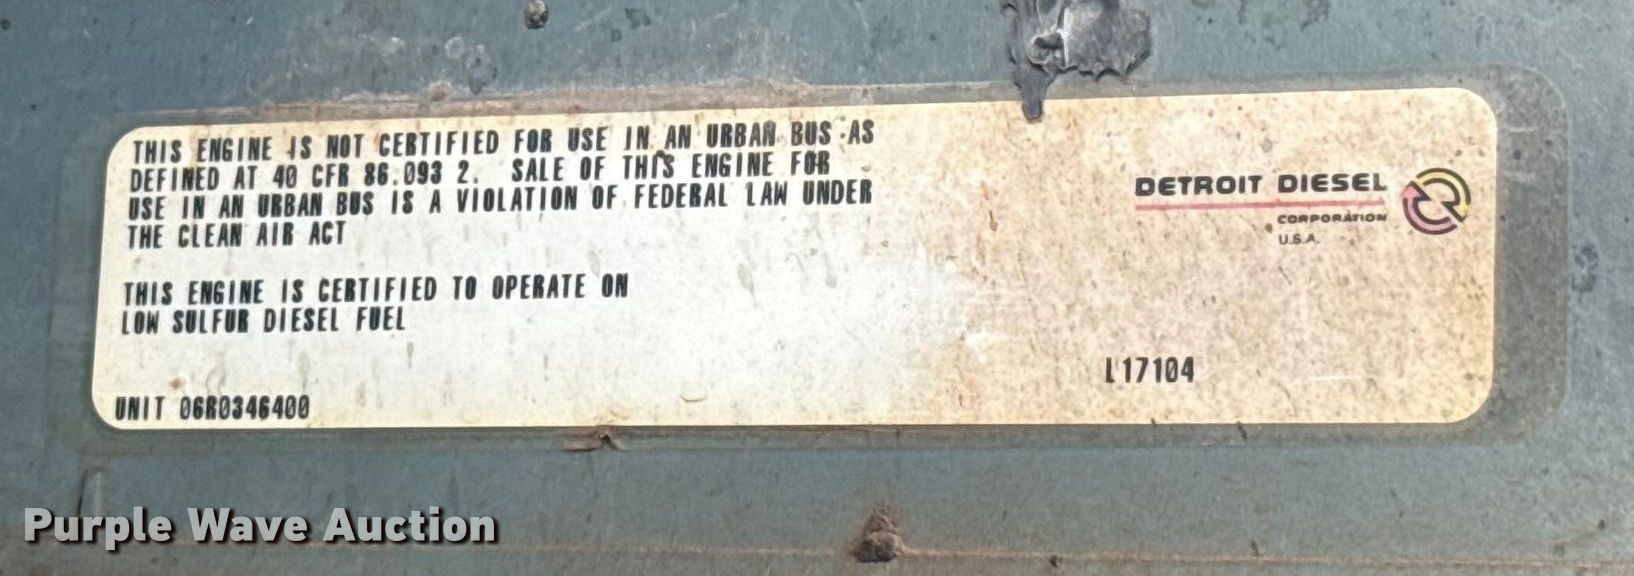 THIS ENGINE IS NOT CERTIFIED FOR USE IN AN URBAN BUS AS
DEFINED AT 40 CFR 86.093 2. SALE OF THIS ENGINE FOR
USE IN AN URBAN BUS IS A VIOLATION OF FEDERAL LAW UNDER
THE CLEAN AIR ACT
THIS ENGINE IS CERTIFIED TO OPERATE ON
LOW SULFUR DIESEL FUEL
UNIT 06R0346400
DETROIT DIESEL
CORPORATION
U.S.A.
L17104
Purple Wave Auction